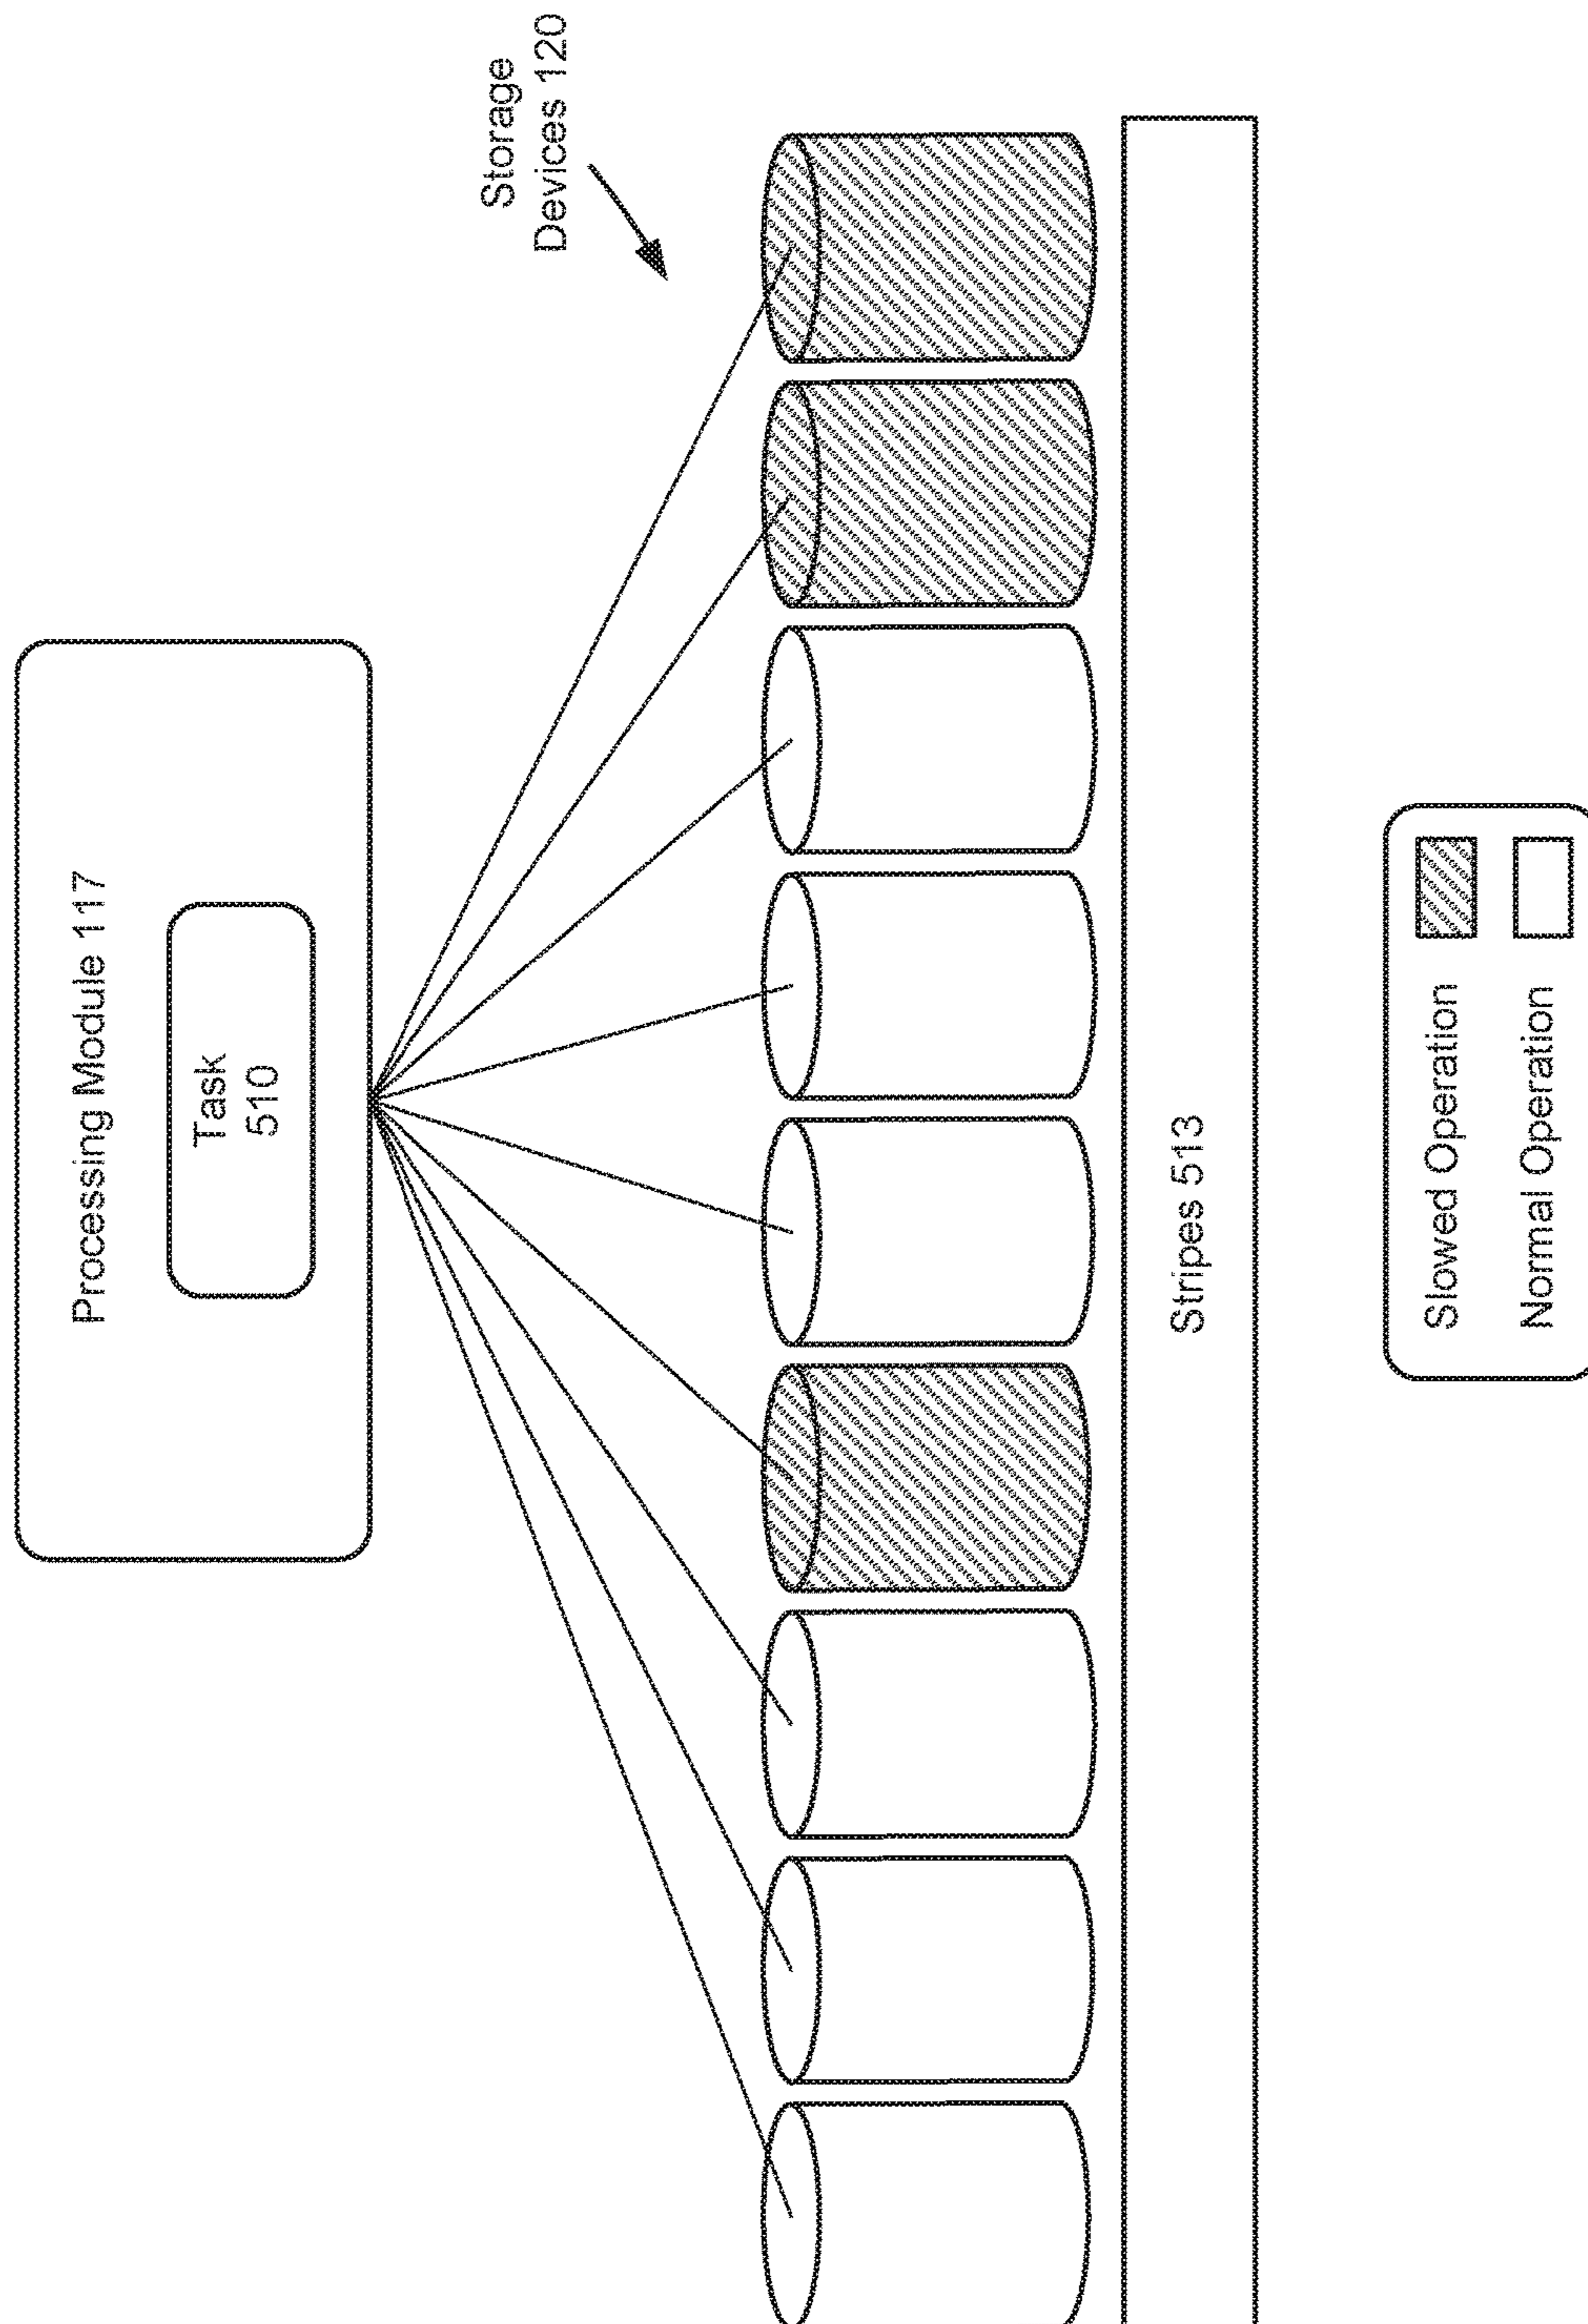 Processing Module 117
Task
510
Storage
Devices 120
Stripes 513
Slowed Operation
Normal Operation